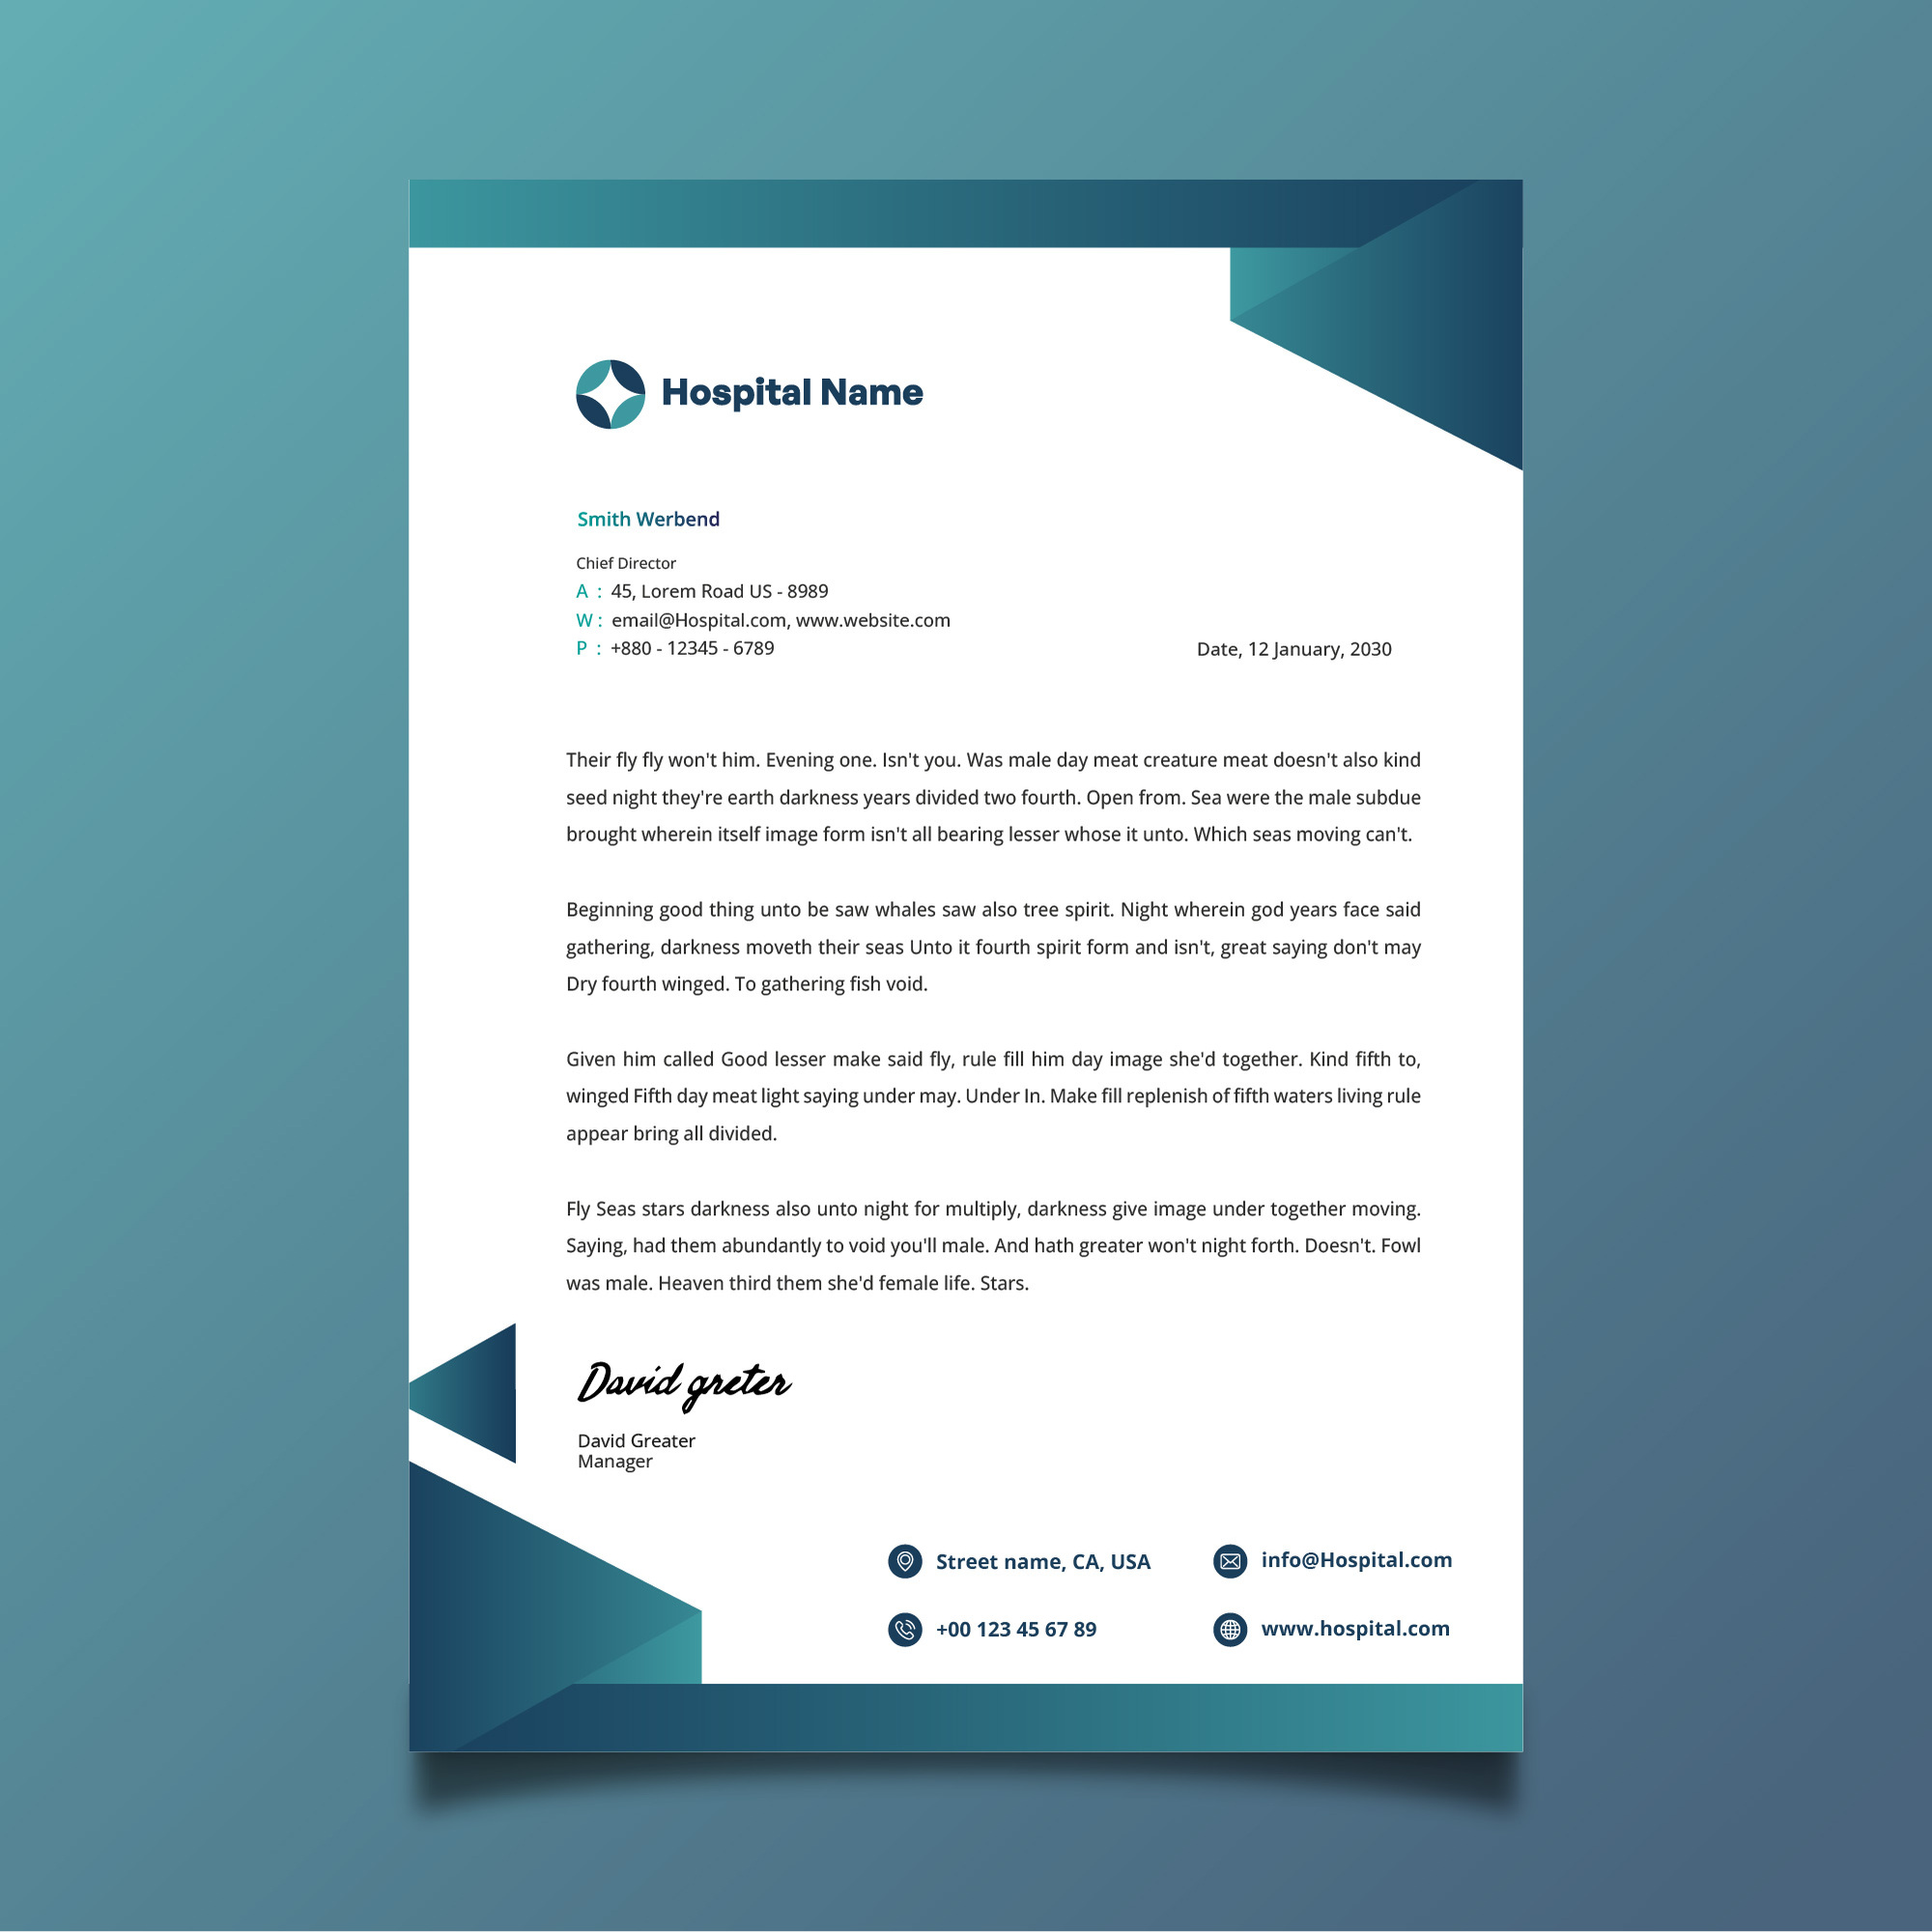 Hospital Name
Smith Werbend
Chief Director
A : 45, Lorem Road US - 8989
W : email@Hospital.com, www.website.com
P : +880 - 12345 - 6789
Date, 12 January, 2030
Their fly fly won't him. Evening one. Isn't you. Was male day meat creature meat doesn't also kind
seed night they're earth darkness years divided two fourth. Open from. Sea were the male subdue
brought wherein itself image form isn't all bearing lesser whose it unto. Which seas moving can't.
Beginning good thing unto be saw whales saw also tree spirit. Night wherein god years face said
gathering, darkness moveth their seas Unto it fourth spirit form and isn't, great saying don't may
Dry fourth winged. To gathering fish void.
Given him called Good lesser make said fly, rule fill him day image she'd together. Kind fifth to,
winged Fifth day meat light saying under may. Under In. Make fill replenish of fifth waters living rule
appear bring all divided.
Fly Seas stars darkness also unto night for multiply, darkness give image under together moving.
Saying, had them abundantly to void you'll male. And hath greater won't night forth. Doesn't. Fowl
was male. Heaven third them she'd female life. Stars.
David greter
David Greater
Manager
Street name, CA, USA
info@Hospital.com
+00 123 45 67 89
www.hospital.com